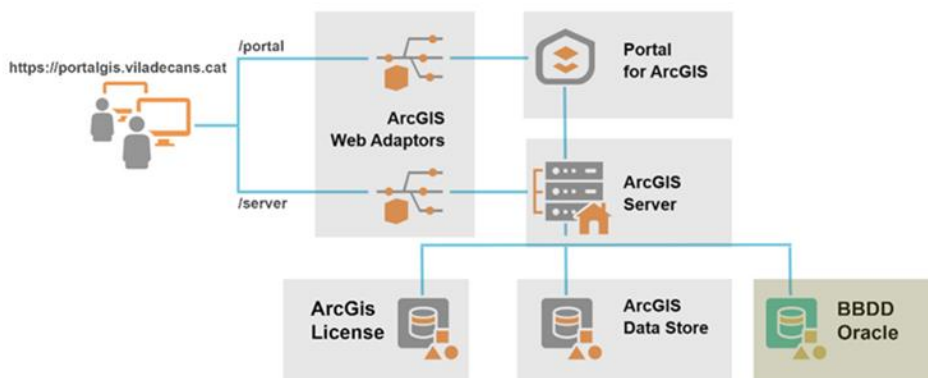 /portal
https://portalgis.viladecans.cat
ArcGIS
Web Adaptors
/server
Portal
for ArcGIS
ArcGIS
Server
ArcGis
License
ArcGIS
Data Store
BBDD
Oracle